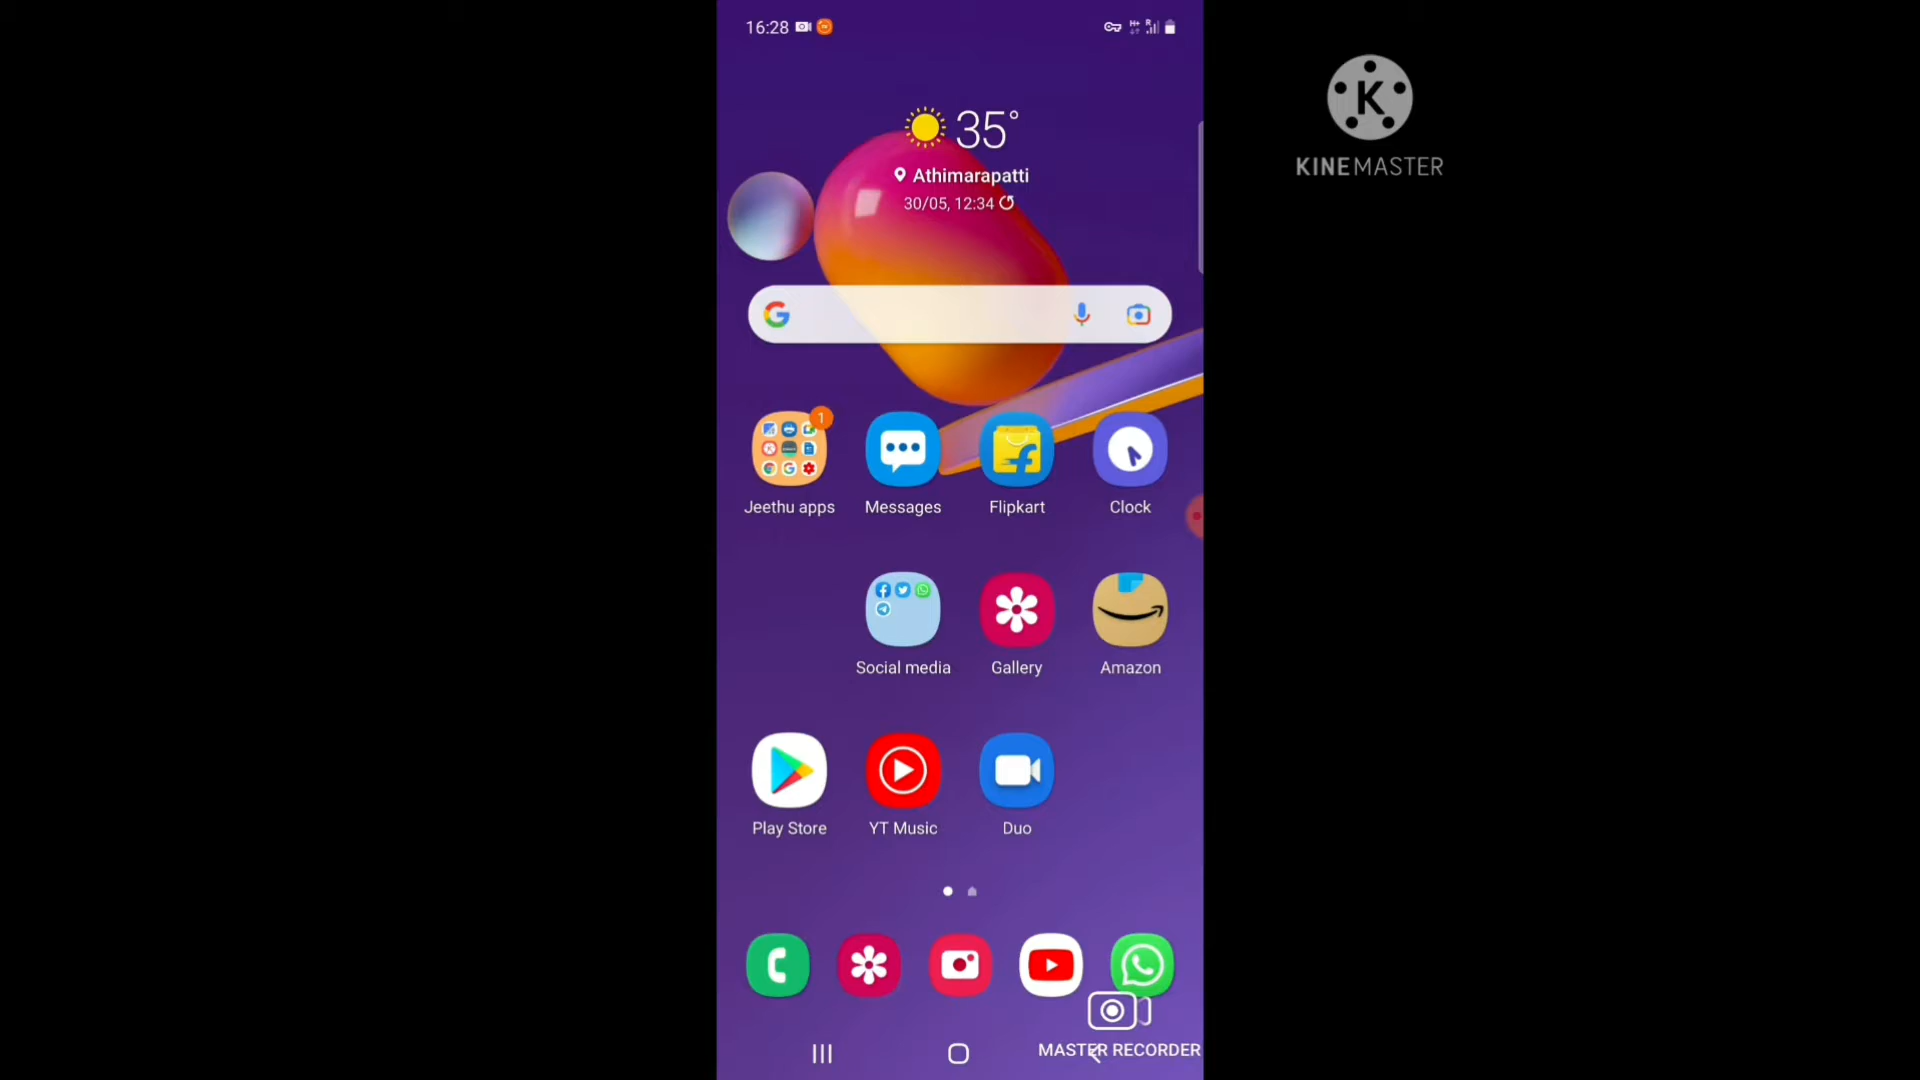 16:28
35°
Athimarapatti
30/05, 12:34
KINEMASTER
1
Jeethu apps
Messages
Flipkart
Clock
Social media
Gallery
Amazon
Play Store
YT Music
Duo
MASTER RECORDER